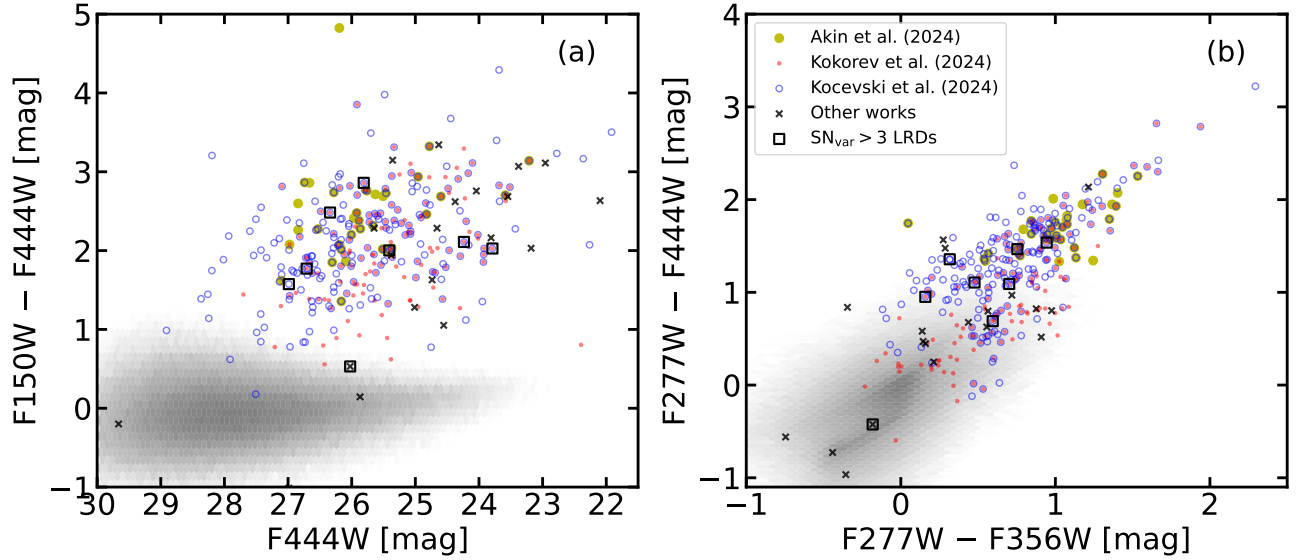 (a)
F150W − F444W [mag]
5
4
3
2
1
0
−1
30 29 28 27 26 25 24 23 22
F444W [mag]
(b)
Akin et al. (2024)
Kokorev et al. (2024)
Kocevski et al. (2024)
Other works
SNvar > 3 LRDs
F277W − F444W [mag]
4
3
2
1
0
−1
−1 0 1 2
F277W − F356W [mag]